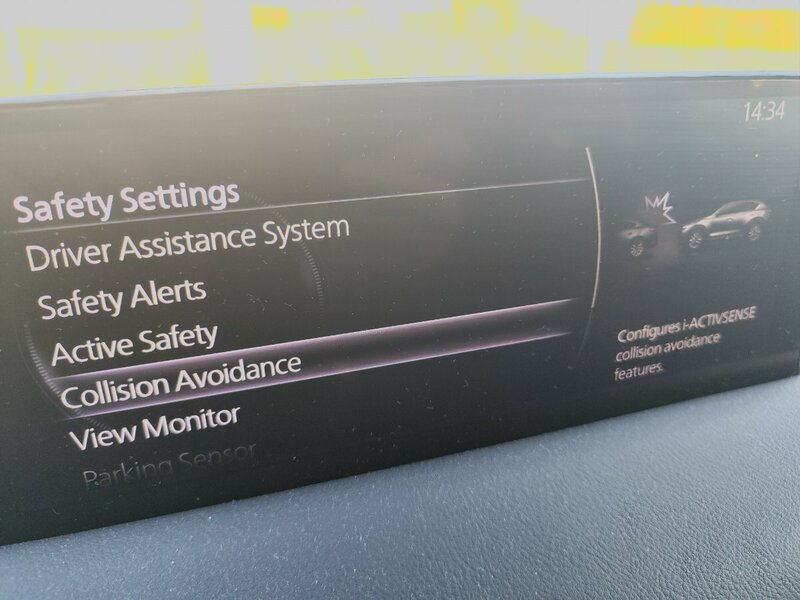 14:34
Safety Settings
Driver Assistance System
Safety Alerts
Active Safety
Collision Avoidance
View Monitor
Parking Sensor
Configures i-ACTIVSENSE
collision avoidance
features.